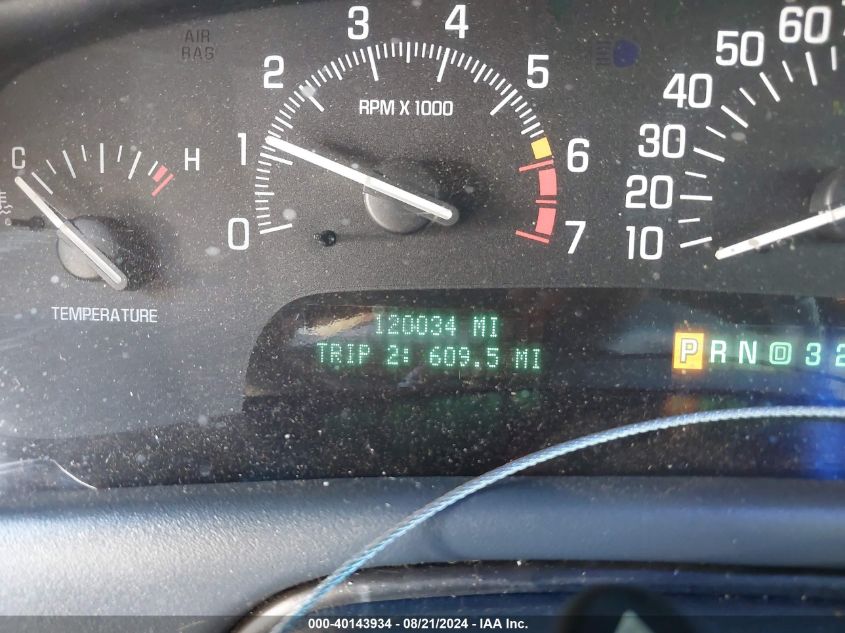 AIR
BAG
0 1 2 3 4 5 6 7
RPM X 1000
10 20 30 40 50 60
C H
TEMPERATURE
120034 MI
TRIP 2: 609.5 MI
P R N D 3 2
000-40143934 - 08/21/2024 - IAA Inc.